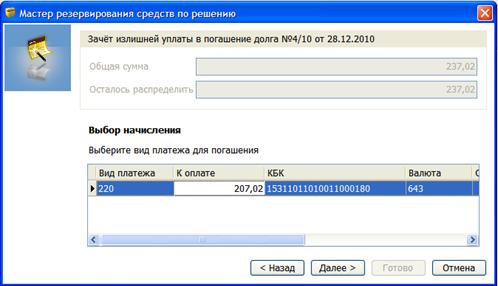 Мастер резервирования средств по решению
Зачёт излишней уплаты в погашение долга №4/10 от 28.12.2010
Общая сумма 237,02
Осталось распределить 237,02
Выбор начисления
Выберите вид платежа для погашения
Вид платежа К оплате КБК Валюта С
220 207,02 15311011010011000180 643
< Назад Далее > Готово Отмена